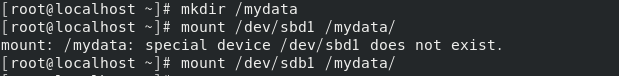 [root@localhost ~]# mkdir /mydata
[root@localhost ~]# mount /dev/sbd1 /mydata/
mount: /mydata: special device /dev/sbd1 does not exist.
[root@localhost ~]# mount /dev/sdb1 /mydata/